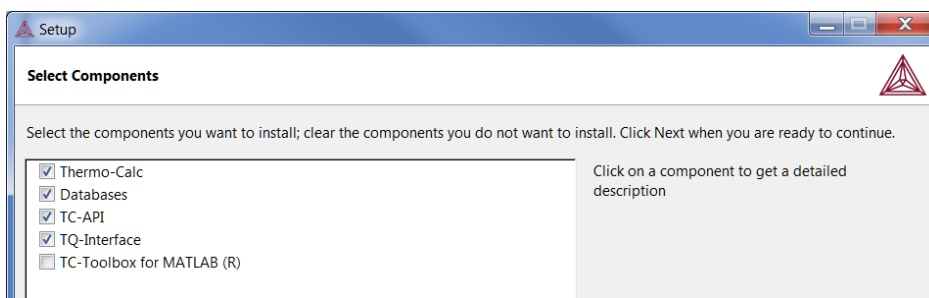 Setup
Select Components
Select the components you want to install; clear the components you do not want to install. Click Next when you are ready to continue.
Thermo-Calc
Databases
TC-API
TQ-Interface
TC-Toolbox for MATLAB (R)
Click on a component to get a detailed
description